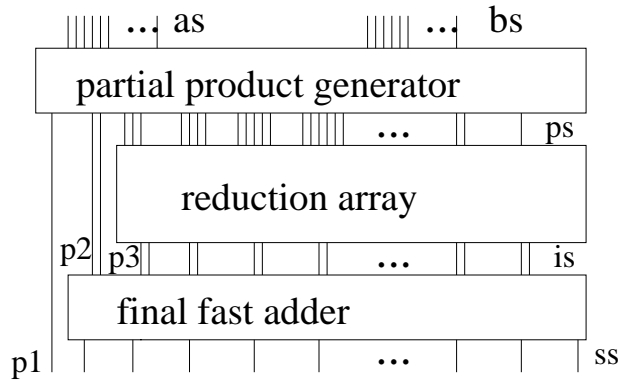 ... as ... bs
partial product generator
... ps
reduction array
p2 p3 ... is
final fast adder
p1 ... ss